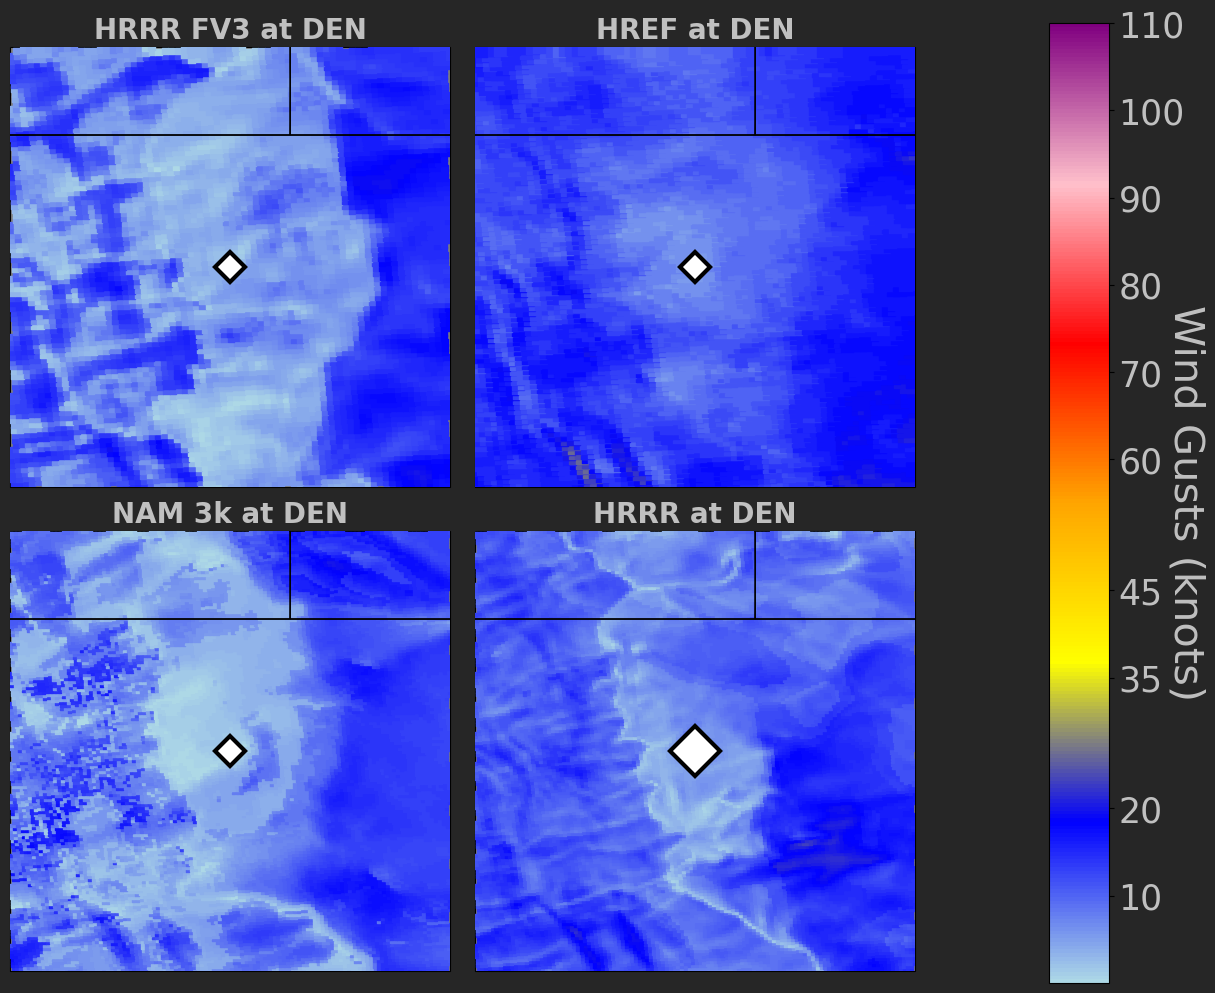 HRRR FV3 at DEN
HREF at DEN
NAM 3k at DEN
HRRR at DEN
110
100
90
80
70
60
45
35
20
10
Wind Gusts (knots)